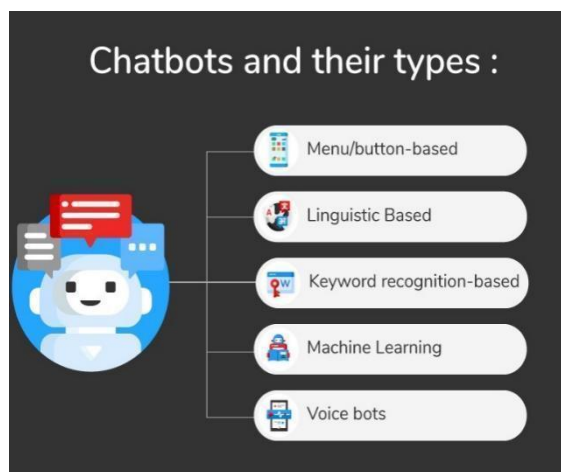 Chatbots and their types :
Menu/button-based
Linguistic Based
Keyword recognition-based
Machine Learning
Voice bots